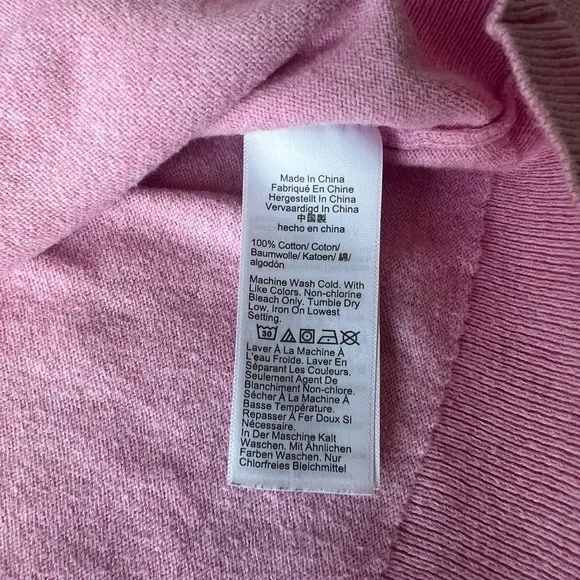 Made In China
Fabriqué En Chine
Hergestellt In China
Vervaardigd In China
中国製
hecho en china
100% Cotton/ Coton/
Baumwolle/ Katoen/ 綿/
algodón
Machine Wash Cold. With
Like Colors. Non-chlorine
Bleach Only. Tumble Dry
Low. Iron On Lowest
Setting.
30
Laver À La Machine À
L'eau Froide. Laver En
Séparant Les Couleurs.
Seulement Agent De
Blanchiment Non-chlorine.
Sécher À La Machine À
Basse Température.
Repasser À Fer Doux Si
Nécessaire.
In Der Maschine Kalt
Waschen. Mit Ähnlichen
Farben Waschen. Nur
Chlorfreies Bleichmittel